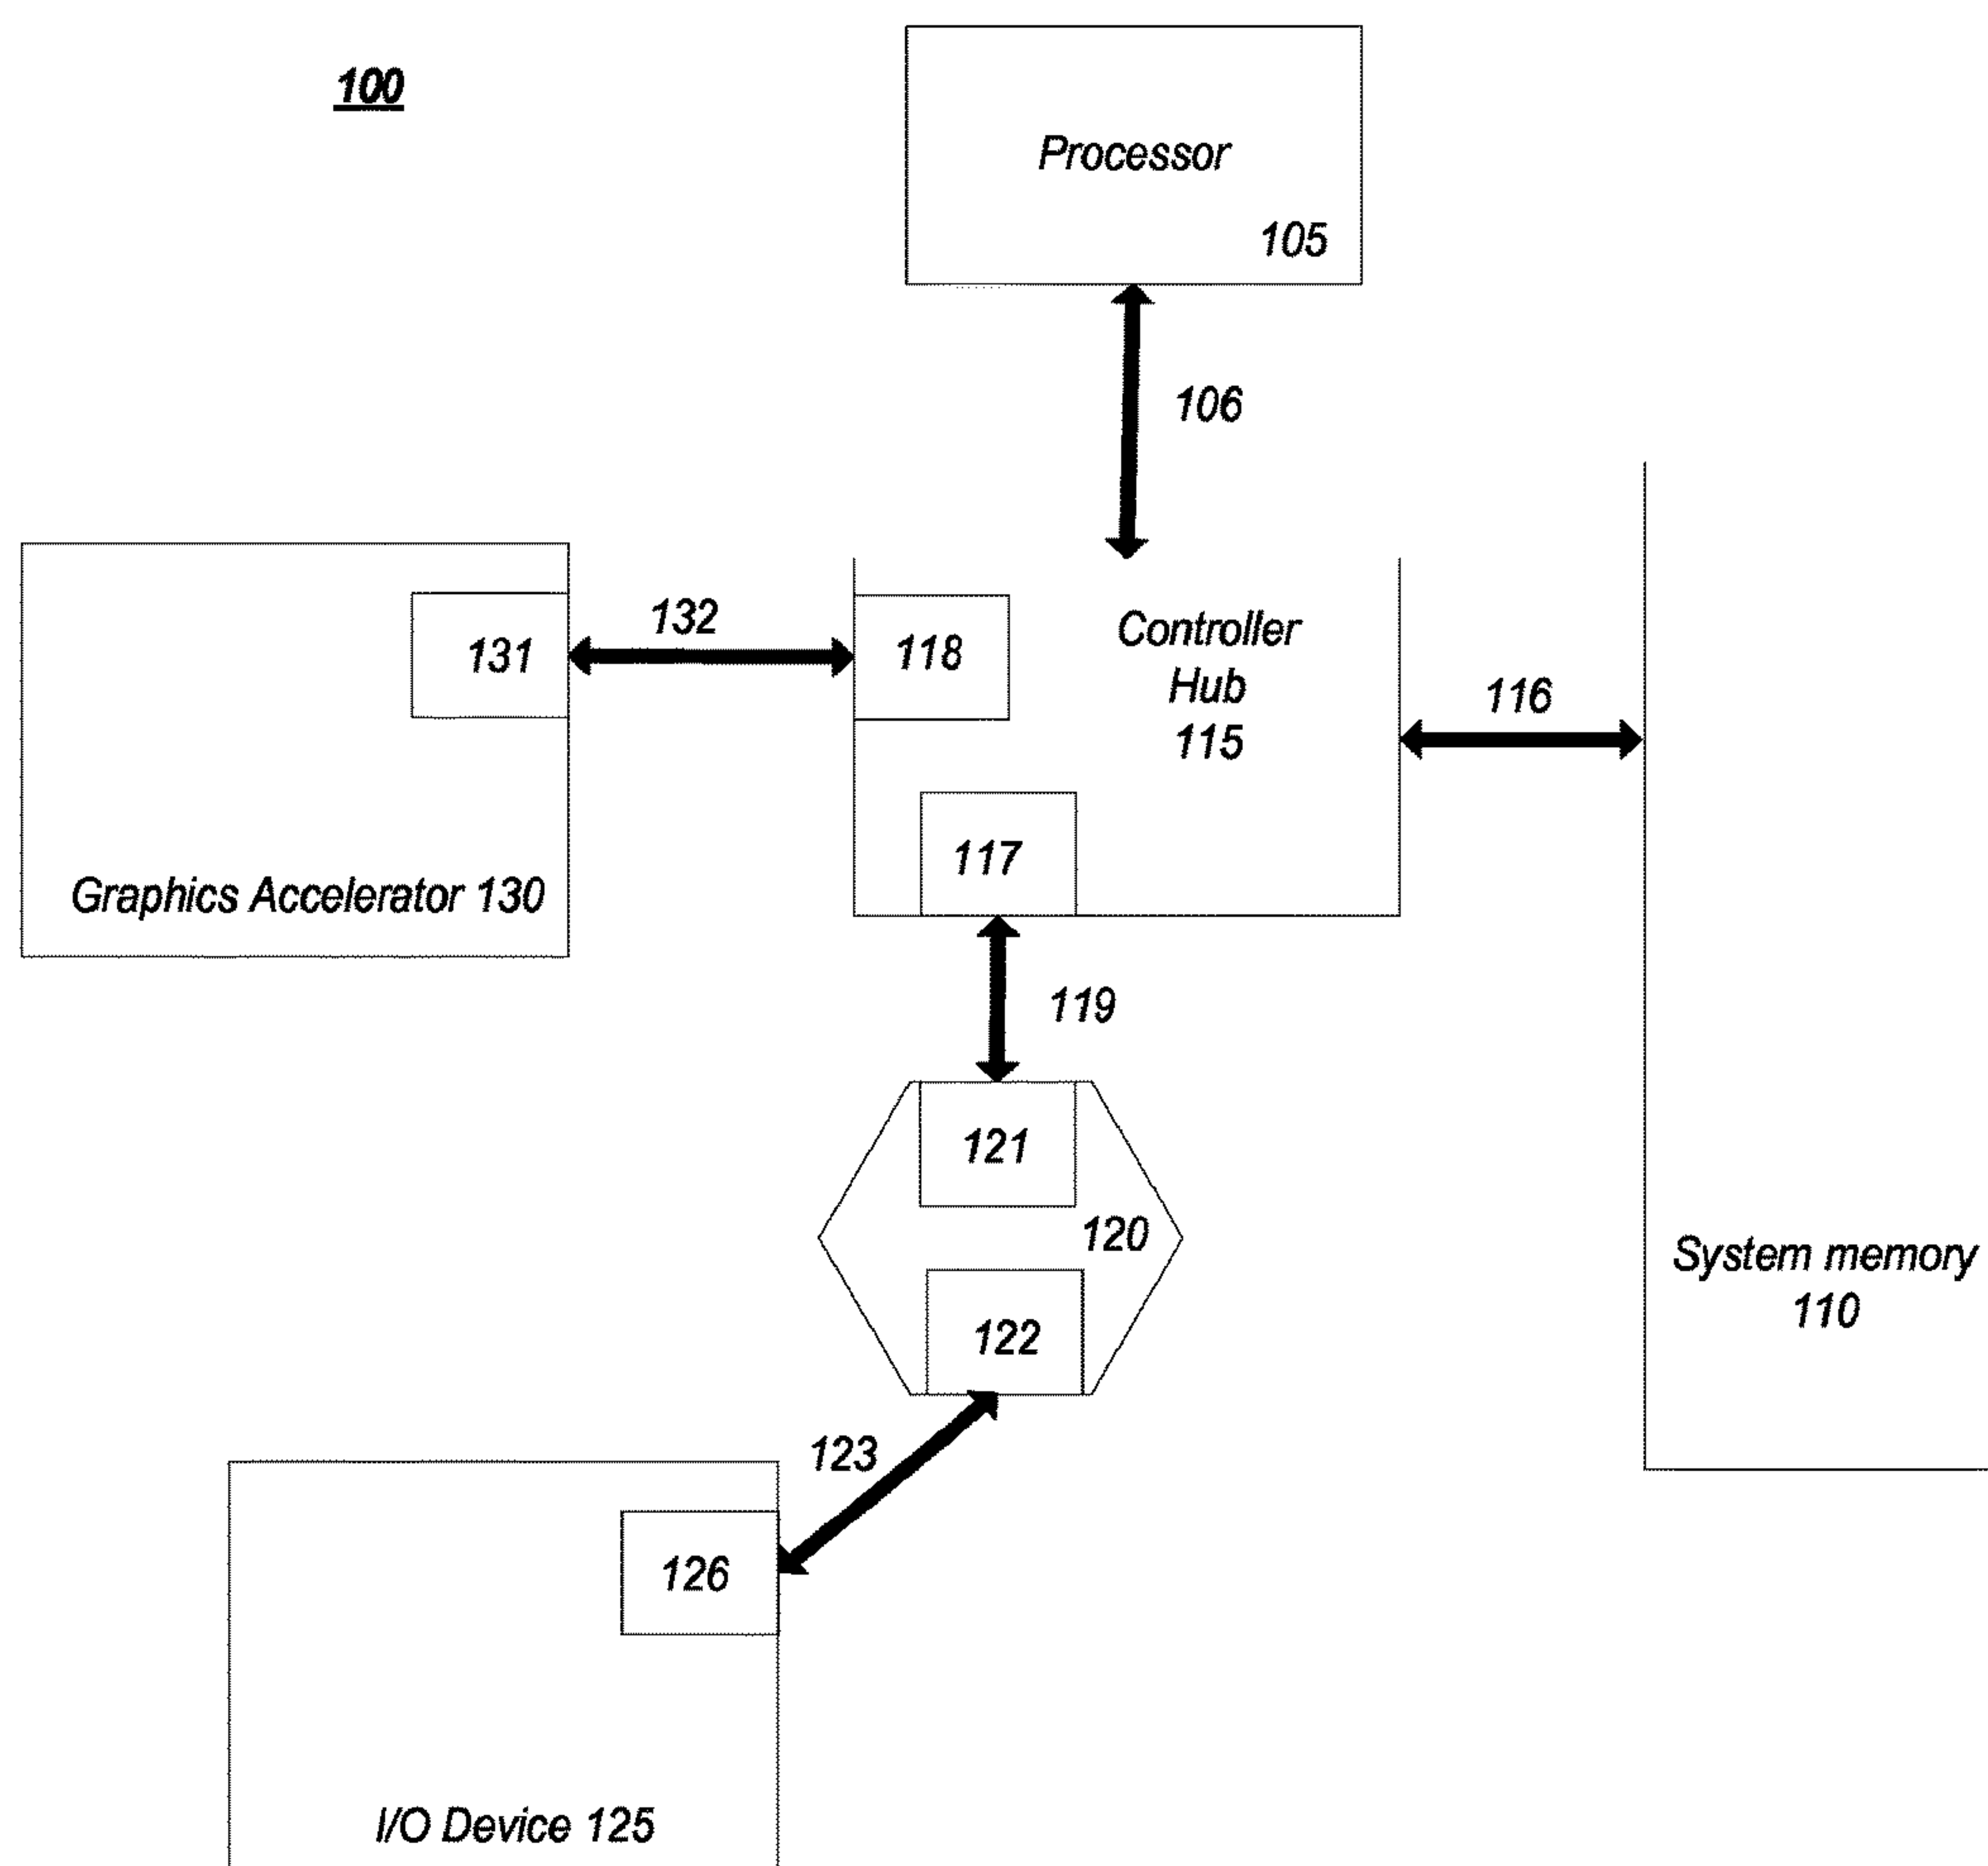 100
Processor
105
106
131
132
118
Controller
Hub
115
116
117
Graphics Accelerator 130
119
121
120
122
System memory
110
123
126
I/O Device 125